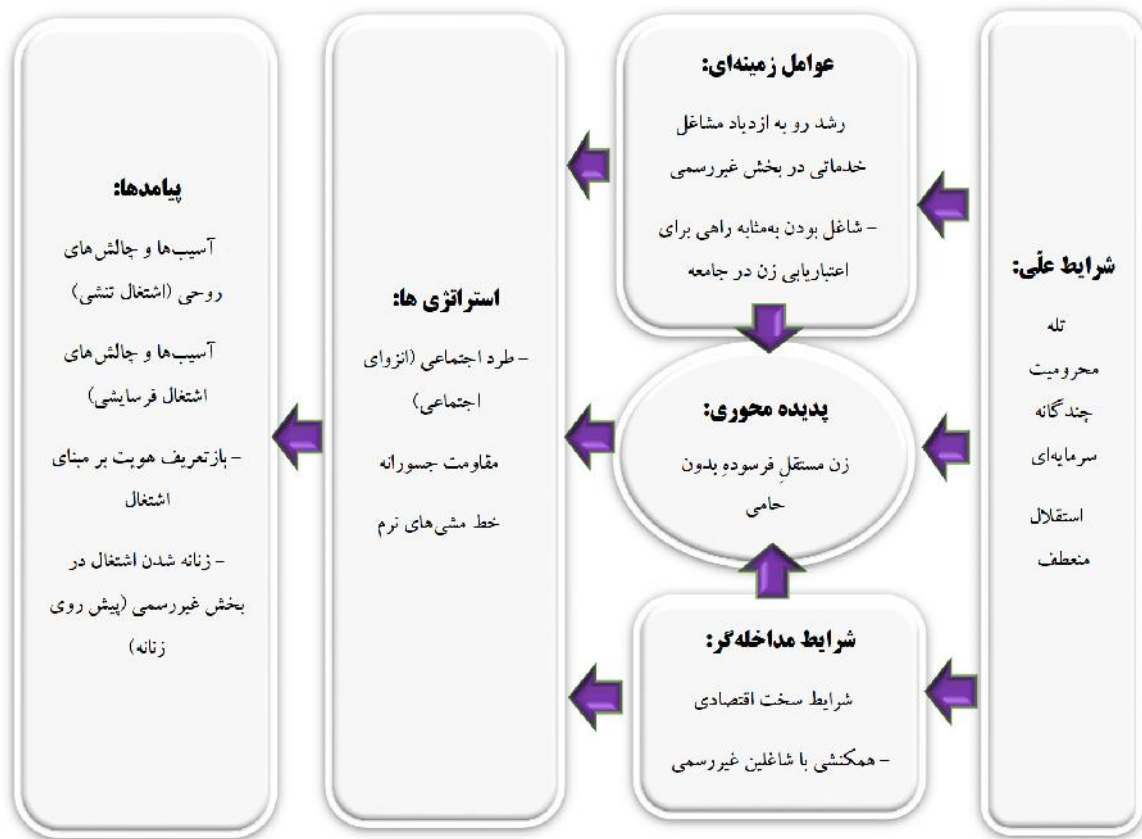 شرایط علّی:
تله
محرومیت
چندگانه
سرمایه‌ای
استقلال
منعطف
عوامل زمینه‌ای:
رشد رو به ازدیاد مشاغل
خدماتی در بخش غیررسمی
- شاغل بودن به‌مثابه راهی برای
اعتباریابی زن در جامعه
پدیده محوری:
زن مستقلِ فرسودهِ بدون
حامی
شرایط مداخله‌گر:
شرایط سخت اقتصادی
- همکنشی با شاغلین غیررسمی
استراتژی ها:
- طرد اجتماعی (انزوای
اجتماعی)
مقاومت جسورانه
خط مشی‌های نرم
پیامدها:
آسیب‌ها و چالش‌های
روحی (اشتغال تنشی)
آسیب‌ها و چالش‌های
اشتغال فرسایشی)
- بازتعریف هویت بر مبنای
اشتغال
- زنانه شدن اشتغال در
بخش غیررسمی (پیش روی
زنانه)